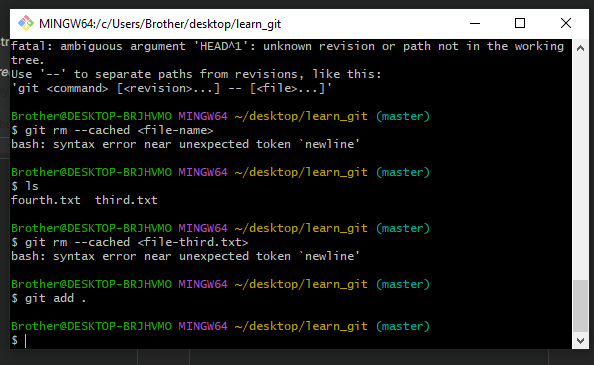 MINGW64:/c/Users/Brother/desktop/learn_git
fatal: ambiguous argument 'HEAD^1': unknown revision or path not in the working
tree.
Use '--' to separate paths from revisions, like this:
'git <command> [<revision>...] -- [<file>...]'
Brother@DESKTOP-BRJHVMO MINGW64 ~/desktop/learn_git (master)
$ git rm --cached <file-name>
bash: syntax error near unexpected token `newline'
Brother@DESKTOP-BRJHVMO MINGW64 ~/desktop/learn_git (master)
$ ls
fourth.txt  third.txt
Brother@DESKTOP-BRJHVMO MINGW64 ~/desktop/learn_git (master)
$ git rm --cached <file-third.txt>
bash: syntax error near unexpected token `newline'
Brother@DESKTOP-BRJHVMO MINGW64 ~/desktop/learn_git (master)
$ git add .
Brother@DESKTOP-BRJHVMO MINGW64 ~/desktop/learn_git (master)
$